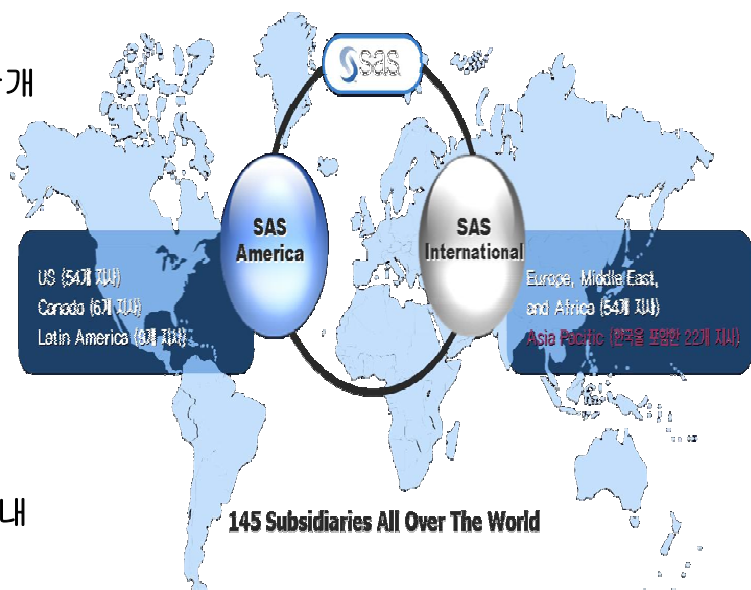 개
sas
SAS
America
SAS
International
US (54개 지사)
Canada (6개 지사)
Latin America (9개 지사)
Europe, Middle East,
and Africa (54개 지사)
Asia Pacific (한국을 포함한 22개 지사)
내
145 Subsidiaries All Over The World